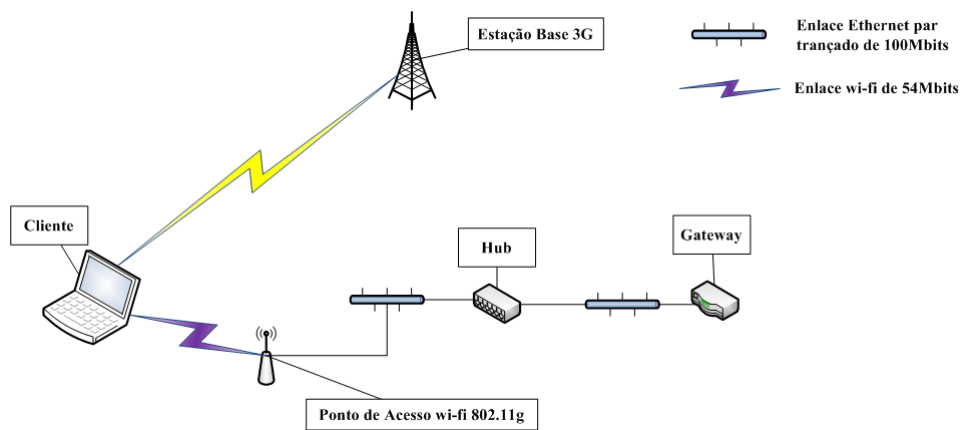 Estação Base 3G
Enlace Ethernet par
trançado de 100Mbits
Enlace wi-fi de 54Mbits
Cliente
Hub
Gateway
Ponto de Acesso wi-fi 802.11g